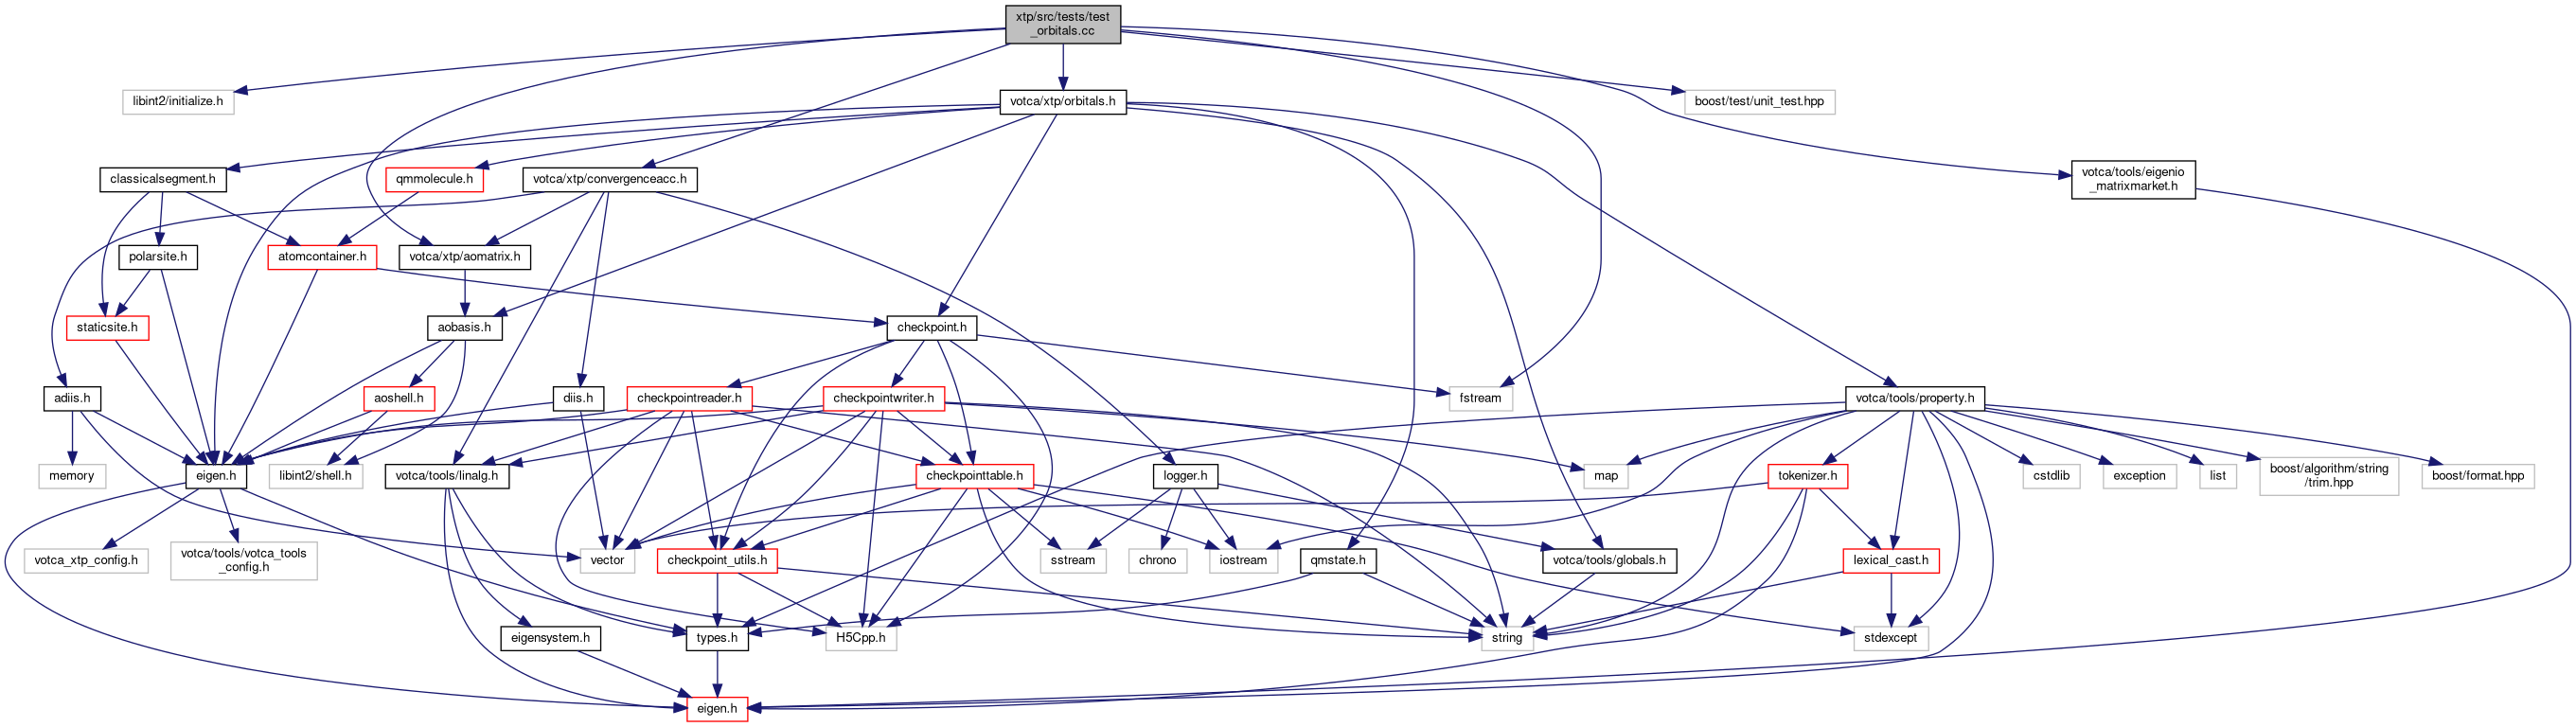 xtp/src/tests/test
_orbitals.cc
libint2/initialize.h
votca/xtp/orbitals.h
boost/test/unit_test.hpp
classicalsegment.h
qmmolecule.h
votca/xtp/convergenceacc.h
votca/tools/eigenio
_matrixmarket.h
polarsite.h
atomcontainer.h
votca/xtp/aomatrix.h
staticsite.h
aobasis.h
checkpoint.h
adiis.h
aoshell.h
diis.h
checkpointreader.h
checkpointwriter.h
fstream
votca/tools/property.h
memory
eigen.h
libint2/shell.h
votca/tools/linalg.h
checkpointtable.h
logger.h
map
tokenizer.h
cstdlib
exception
list
boost/algorithm/string
/trim.hpp
boost/format.hpp
votca_xtp_config.h
votca/tools/votca_tools
_config.h
vector
checkpoint_utils.h
sstream
chrono
iostream
qmstate.h
votca/tools/globals.h
lexical_cast.h
eigensystem.h
types.h
H5Cpp.h
string
stdexcept
eigen.h